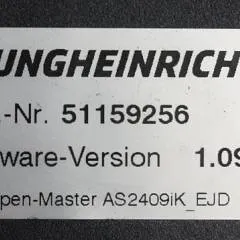 UNGHEINRICH
.-Nr. 51159256
ware-Version 1.09
pen-Master AS2409iK_EJD